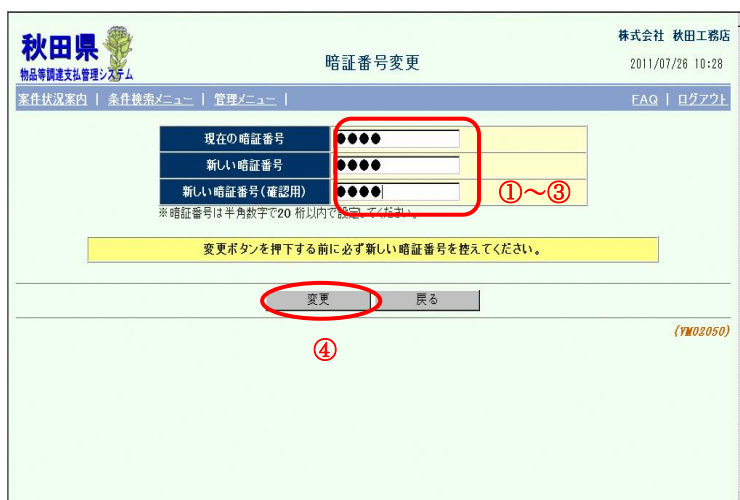 秋田県
物品等調達支払管理システム
暗証番号変更
株式会社 秋田工務店
2011/07/26 10:28
案件状況案内 | 条件検索メニュー | 管理メニュー |
FAQ | ログアウト
現在の暗証番号 ●●●●
新しい暗証番号 ●●●●
新しい暗証番号(確認用) ●●●●
①～③
※暗証番号は半角数字で20 桁以内で設定してください。
変更ボタンを押下する前に必ず新しい暗証番号を控えてください。
変更 戻る
(YM02050)
④